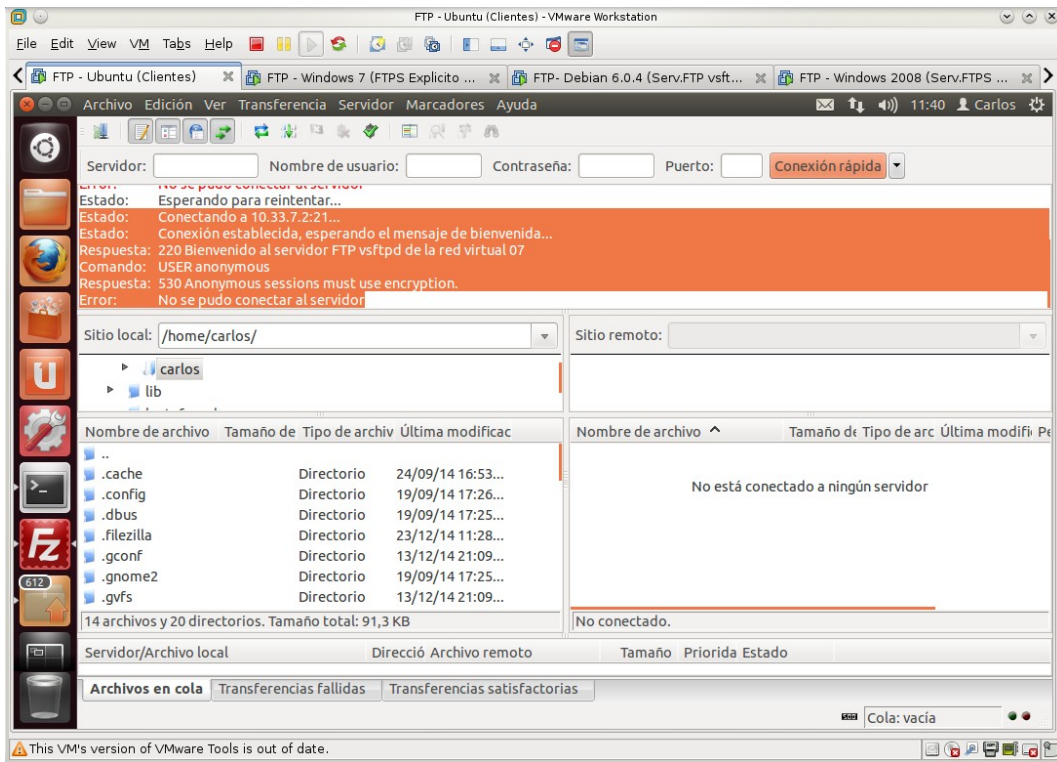 FTP - Ubuntu (Clientes) - VMware Workstation
File Edit View VM Tabs Help
FTP - Ubuntu (Clientes) FTP - Windows 7 (FTPS Explicito ... FTP- Debian 6.0.4 (Serv.FTP vsft... FTP - Windows 2008 (Serv.FTPS ...
Archivo Edición Ver Transferencia Servidor Marcadores Ayuda 11:40 Carlos
Servidor: Nombre de usuario: Contraseña: Puerto: Conexión rápida
Error: No se pudo conectar al servidor
Estado: Esperando para reintentar...
Estado: Conectando a 10.33.7.2:21...
Estado: Conexión establecida, esperando el mensaje de bienvenida...
Respuesta: 220 Bienvenido al servidor FTP vsftpd de la red virtual 07
Comando: USER anonymous
Respuesta: 530 Anonymous sessions must use encryption.
Error: No se pudo conectar al servidor
Sitio local: /home/carlos/ Sitio remoto:
carlos
lib
Nombre de archivo Tamaño de Tipo de archiv Última modificac Nombre de archivo Tamaño de Tipo de arc Última modifi Pe
..
.cache Directorio 24/09/14 16:53...
No está conectado a ningún servidor
.config Directorio 19/09/14 17:26...
.dbus Directorio 19/09/14 17:25...
.filezilla Directorio 23/12/14 11:28...
.gconf Directorio 13/12/14 21:09...
.gnome2 Directorio 19/09/14 17:25...
612
.gvfs Directorio 13/12/14 21:09...
14 archivos y 20 directorios. Tamaño total: 91,3 KB No conectado.
Servidor/Archivo local Direcció Archivo remoto Tamaño Priorida Estado
Archivos en cola Transferencias fallidas Transferencias satisfactorias
Cola: vacía
This VM's version of VMware Tools is out of date.